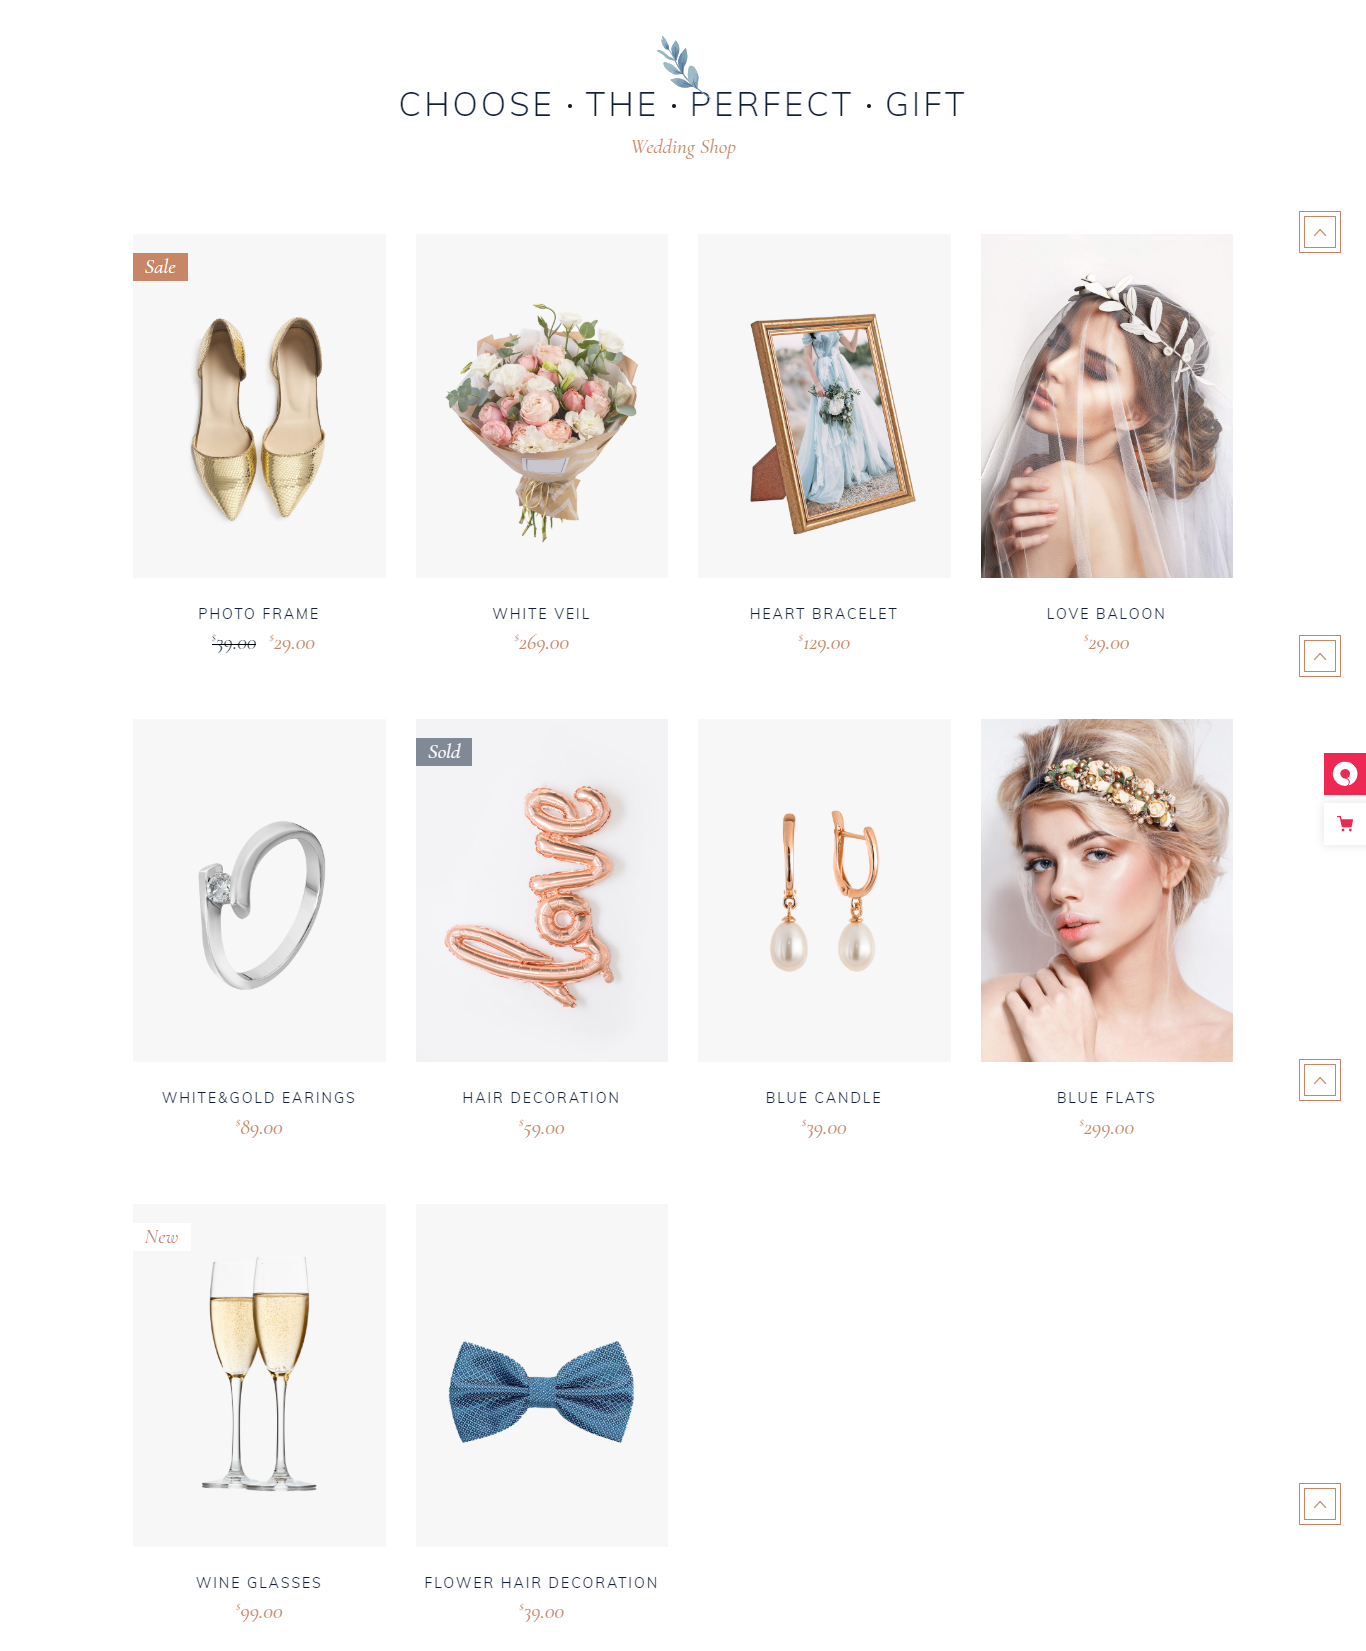 CHOOSE • THE • PERFECT • GIFT
Wedding Shop
Sale
PHOTO FRAME
$39.00 $29.00
WHITE VEIL
$269.00
HEART BRACELET
$129.00
LOVE BALOON
$29.00
WHITE&GOLD EARINGS
$89.00
Sold
HAIR DECORATION
$59.00
BLUE CANDLE
$39.00
BLUE FLATS
$299.00
New
WINE GLASSES
$99.00
FLOWER HAIR DECORATION
$39.00